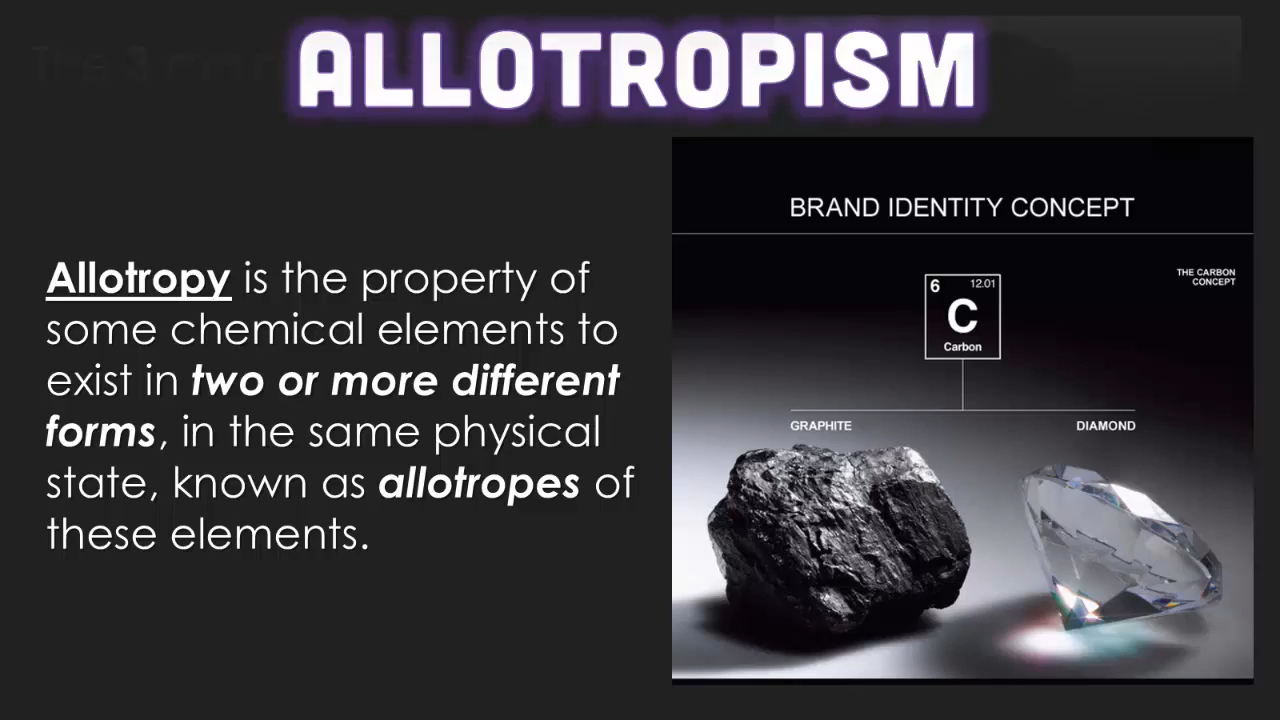 ALLOTROPISM
Allotropy is the property of
some chemical elements to
exist in two or more different
forms, in the same physical
state, known as allotropes of
these elements.
BRAND IDENTITY CONCEPT
THE CARBON
CONCEPT
6 12.01
C
Carbon
GRAPHITE DIAMOND